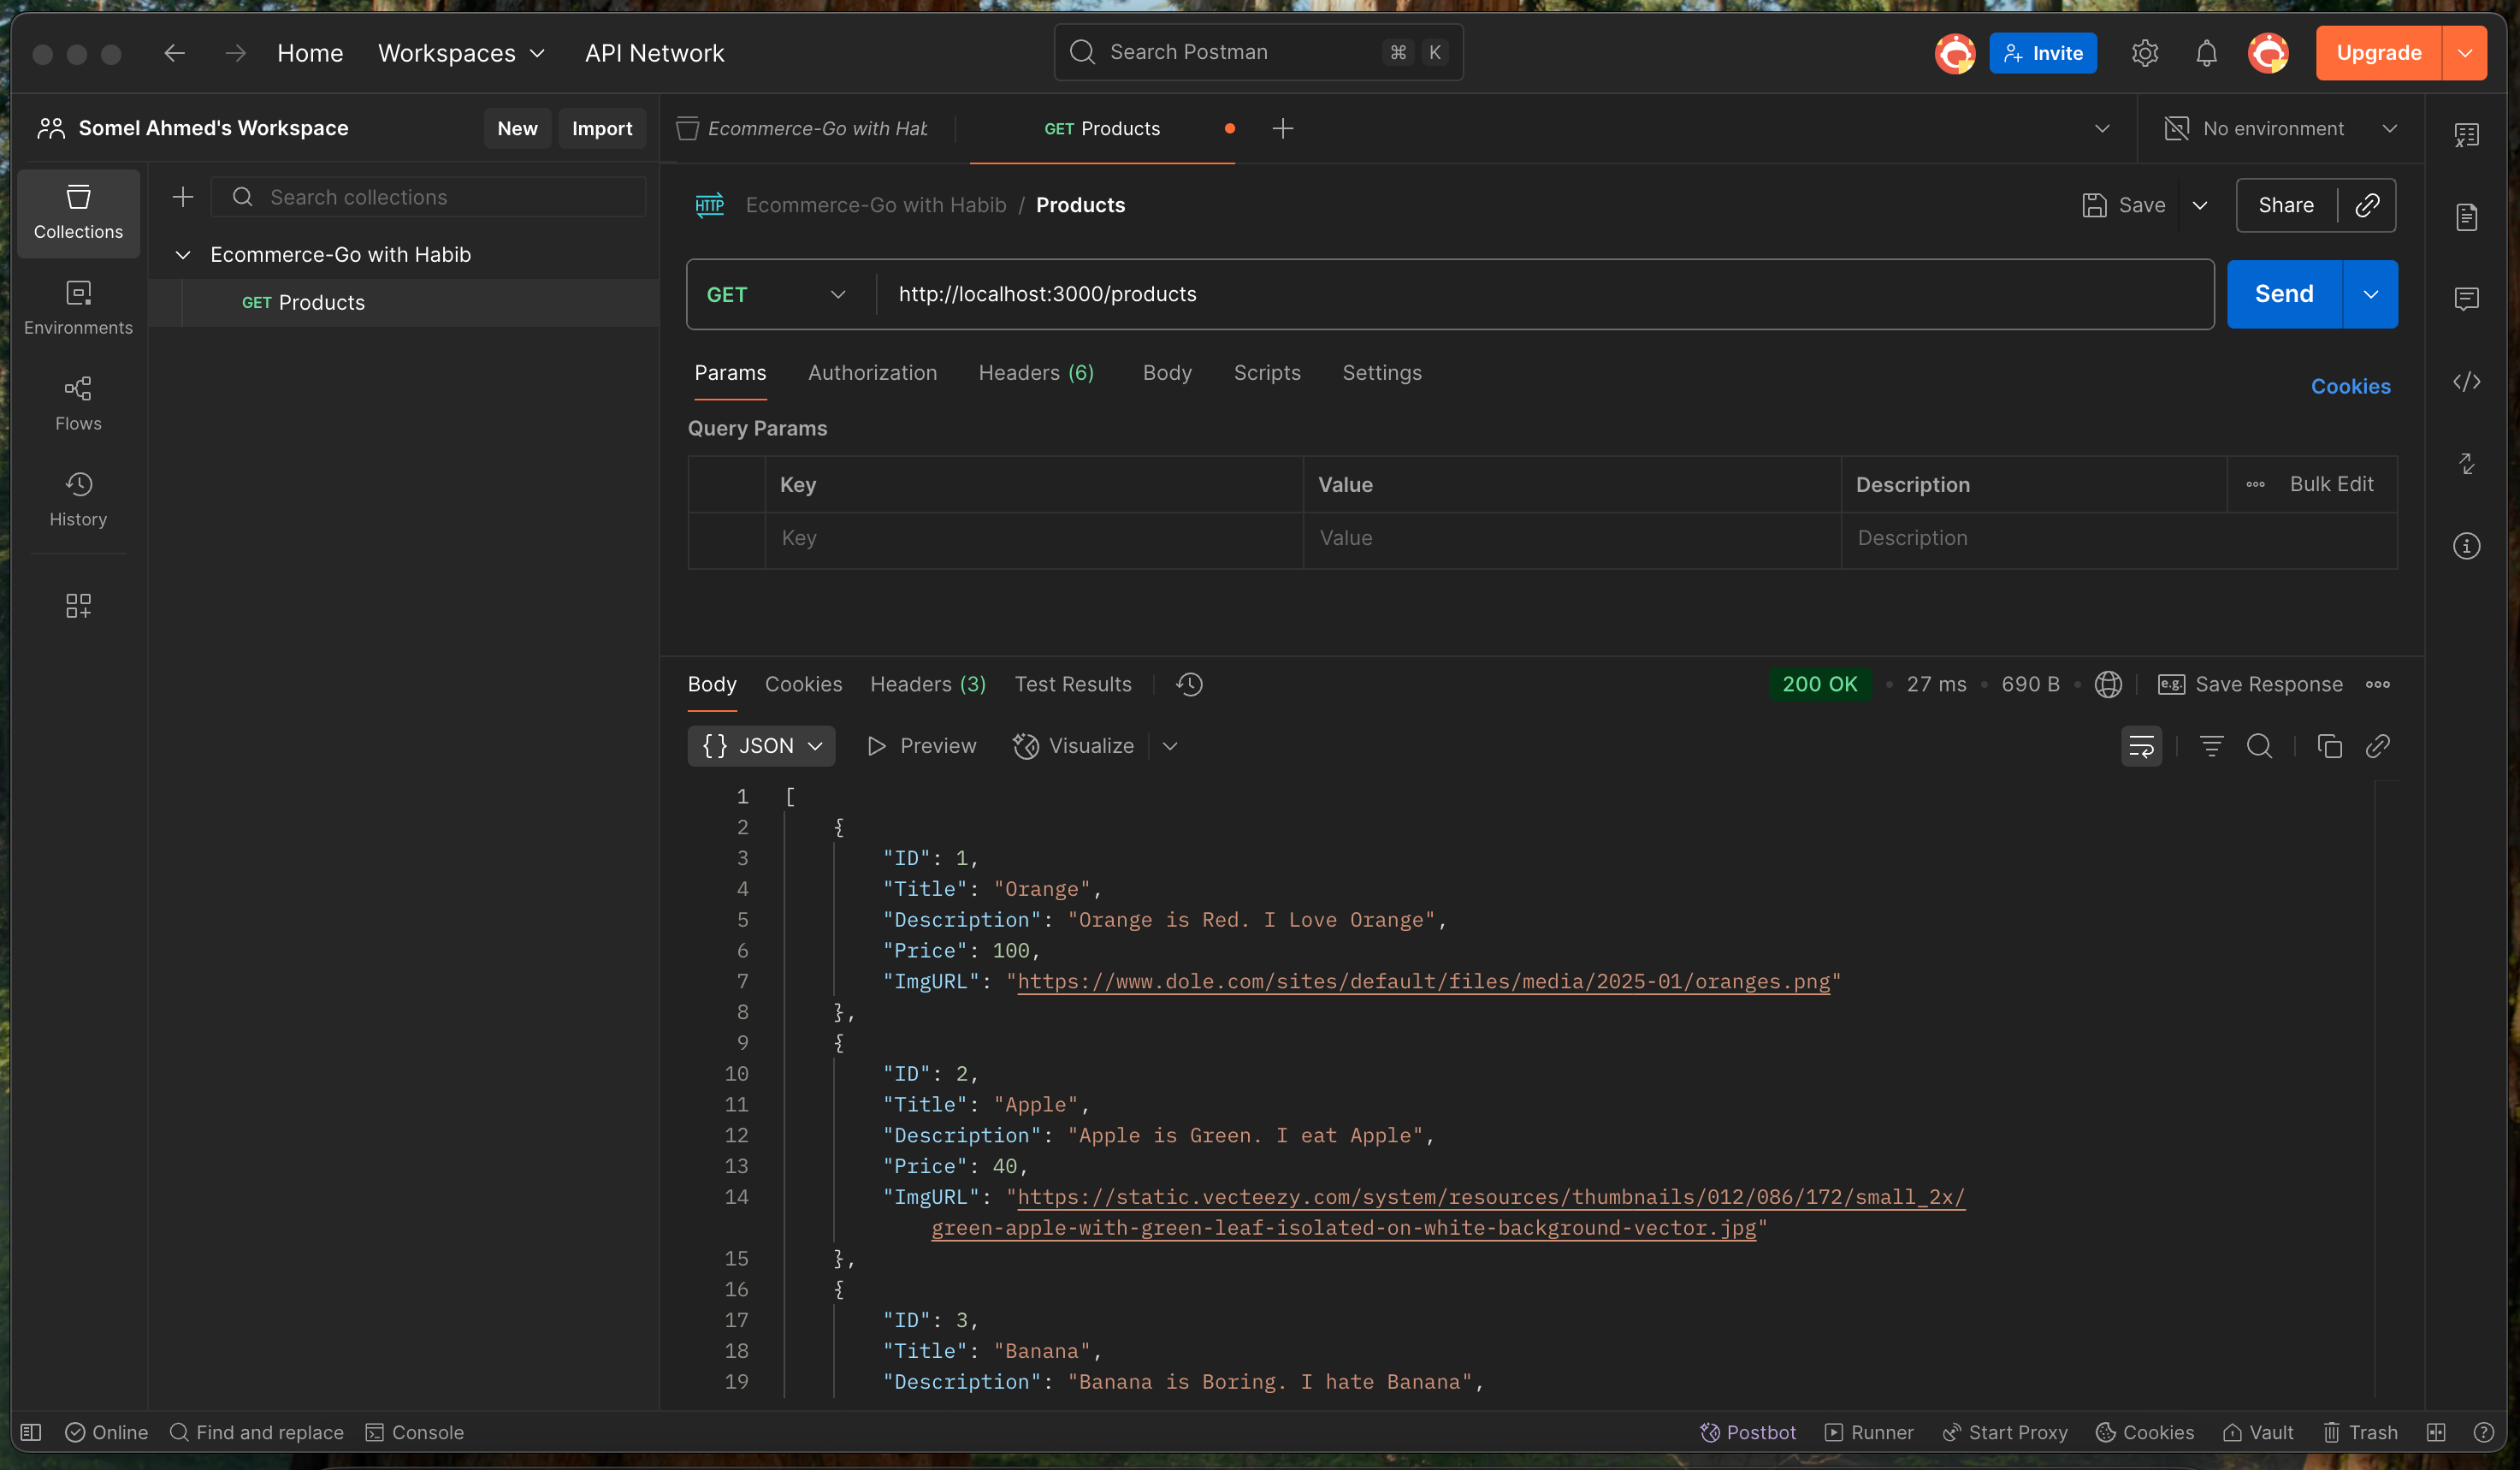 Home
Workspaces
API Network
Search Postman
⌘ K
Invite
Upgrade
Somel Ahmed's Workspace
New
Import
Ecommerce-Go with Hab
GET Products
No environment
Collections
Environments
Flows
History
Search collections
Ecommerce-Go with Habib
GET Products
HTTP
Ecommerce-Go with Habib / Products
Save
Share
GET
http://localhost:3000/products
Send
Params
Authorization
Headers (6)
Body
Scripts
Settings
Cookies
Query Params
Key
Value
Description
Bulk Edit
Key
Value
Description
Body
Cookies
Headers (3)
Test Results
200 OK
27 ms
690 B
e.g. Save Response
{} JSON
Preview
Visualize
1 [
2 {
3 "ID": 1,
4 "Title": "Orange",
5 "Description": "Orange is Red. I Love Orange",
6 "Price": 100,
7 "ImgURL": "https://www.dole.com/sites/default/files/media/2025-01/oranges.png"
8 },
9 {
10 "ID": 2,
11 "Title": "Apple",
12 "Description": "Apple is Green. I eat Apple",
13 "Price": 40,
14 "ImgURL": "https://static.vecteezy.com/system/resources/thumbnails/012/086/172/small_2x/
green-apple-with-green-leaf-isolated-on-white-background-vector.jpg"
15 },
16 {
17 "ID": 3,
18 "Title": "Banana",
19 "Description": "Banana is Boring. I hate Banana",
Online
Find and replace
Console
Postbot
Runner
Start Proxy
Cookies
Vault
Trash